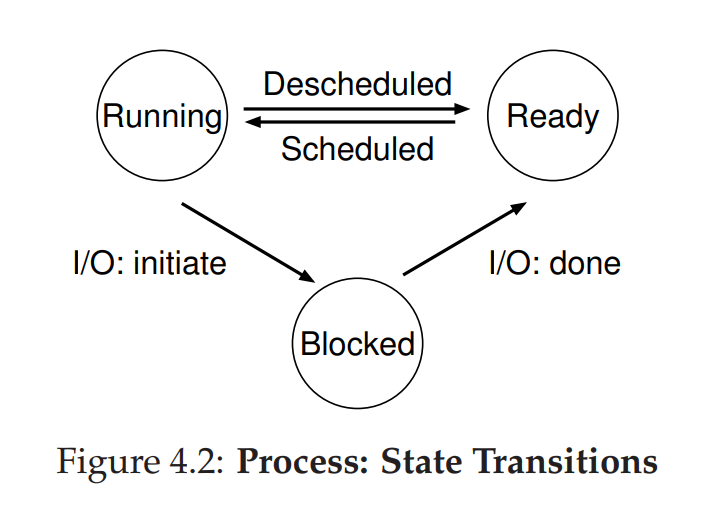 Descheduled
Running
Ready
Scheduled
I/O: initiate
I/O: done
Blocked
Figure 4.2: Process: State Transitions